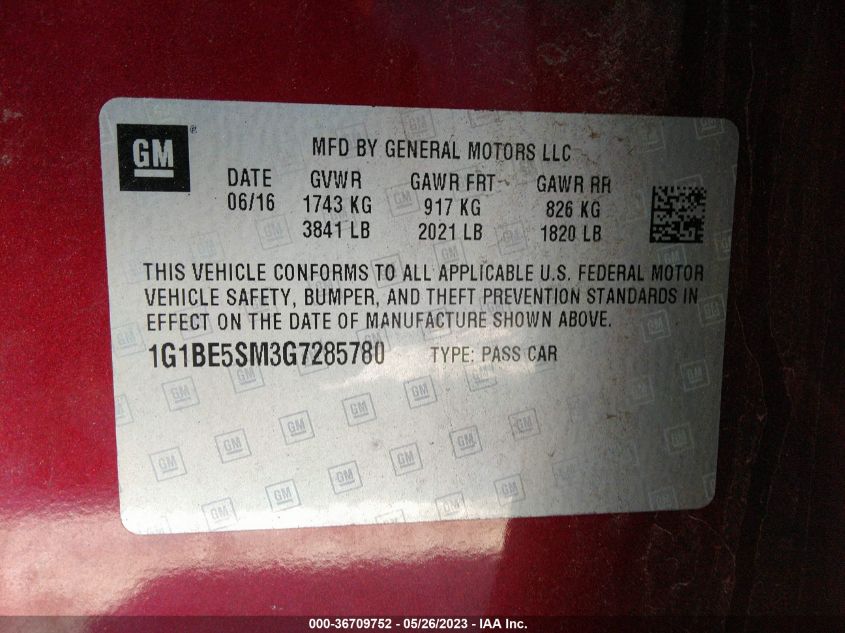 GM
MFD BY GENERAL MOTORS LLC
DATE GVWR GAWR FRT GAWR RR
06/16 1743 KG 917 KG 826 KG
3841 LB 2021 LB 1820 LB
THIS VEHICLE CONFORMS TO ALL APPLICABLE U.S. FEDERAL MOTOR
VEHICLE SAFETY, BUMPER, AND THEFT PREVENTION STANDARDS IN
EFFECT ON THE DATE OF MANUFACTURE SHOWN ABOVE.
1G1BE5SM3G7285780 TYPE: PASS CAR
000-36709752 - 05/26/2023 - IAA Inc.